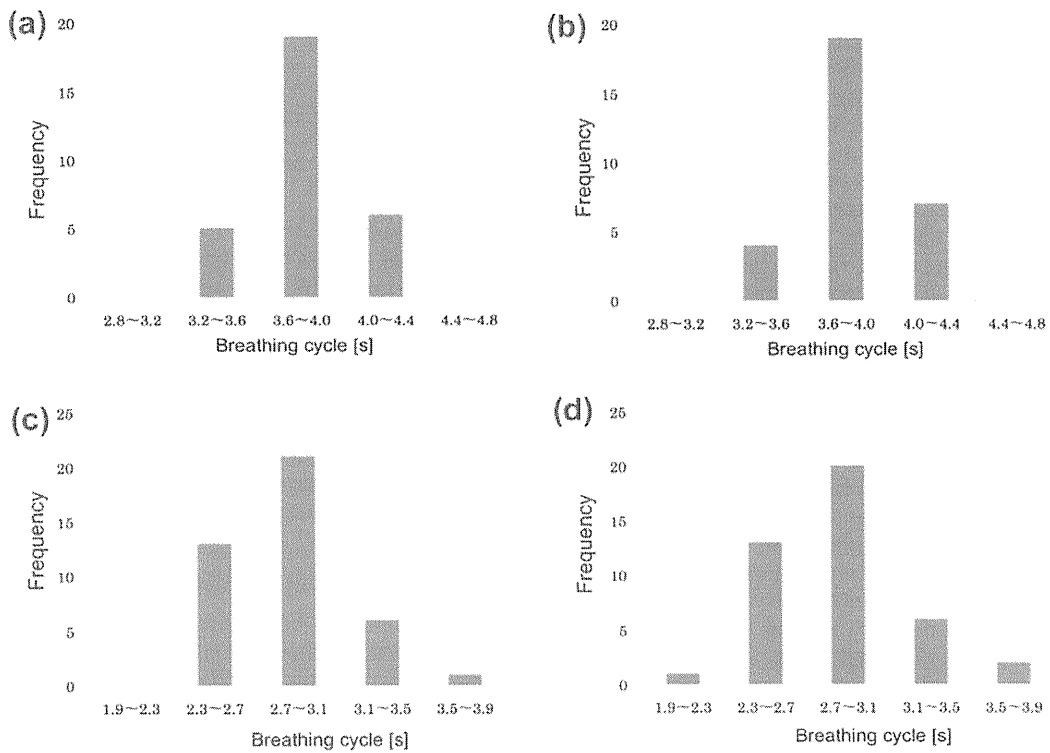 (a)
20
15
10
5
0
Frequency
2.8~3.2 3.2~3.6 3.6~4.0 4.0~4.4 4.4~4.8
Breathing cycle [s]
(b)
20
15
10
5
0
Frequency
2.8~3.2 3.2~3.6 3.6~4.0 4.0~4.4 4.4~4.8
Breathing cycle [s]
(c)
25
20
15
10
5
0
Frequency
1.9~2.3 2.3~2.7 2.7~3.1 3.1~3.5 3.5~3.9
Breathing cycle [s]
(d)
25
20
15
10
5
0
Frequency
1.9~2.3 2.3~2.7 2.7~3.1 3.1~3.5 3.5~3.9
Breathing cycle [s]